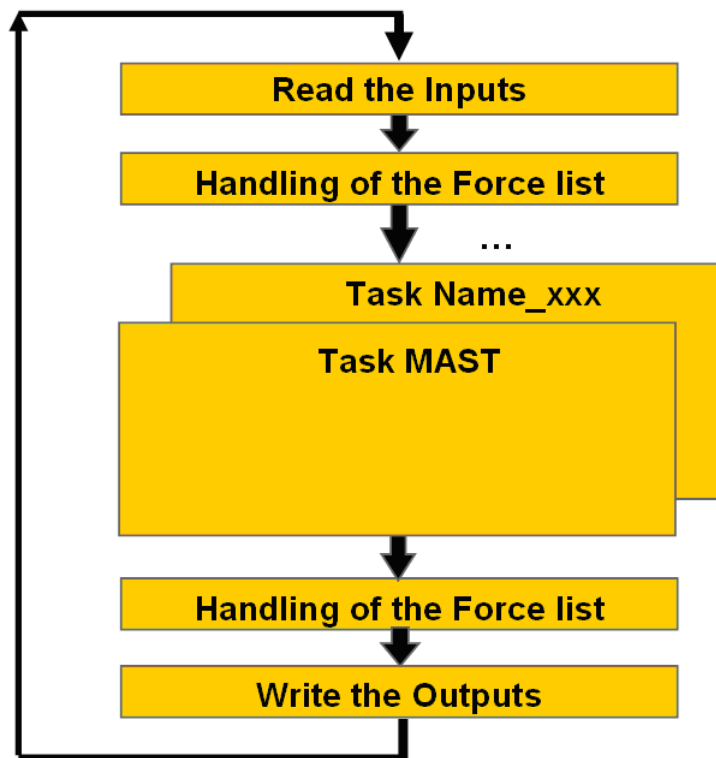 Read the Inputs
Handling of the Force list
...
Task Name_xxx
Task MAST
Handling of the Force list
Write the Outputs